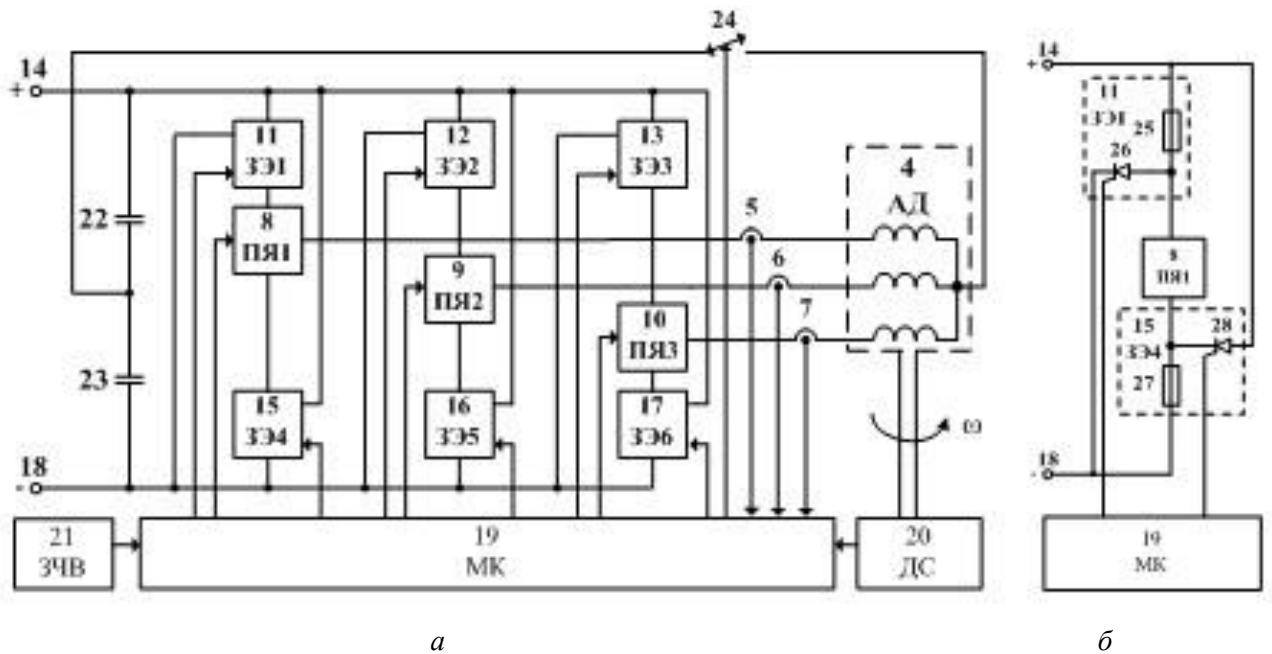 24
14
+
11
ЗЭ1
12
ЗЭ2
13
ЗЭ3
4
АД
22
8
ПЯ1
5
9
ПЯ2
6
10
ПЯ3
7
23
15
ЗЭ4
16
ЗЭ5
17
ЗЭ6
ω
18
-
21
ЗЧВ
19
МК
20
ДС
а
14
+
11
ЗЭ1
25
26
8
ПЯ1
15
ЗЭ4
28
27
18
-
19
МК
б